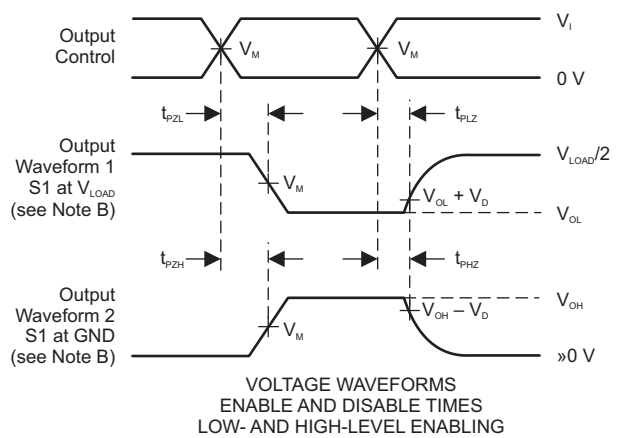 Output
Control
V_M
V_M
V_I
0 V
t_PZL
t_PLZ
Output
Waveform 1
S1 at V_LOAD
(see Note B)
V_M
V_OL + V_D
V_LOAD/2
V_OL
t_PZH
t_PHZ
Output
Waveform 2
S1 at GND
(see Note B)
V_M
V_OH – V_D
V_OH
»0 V
VOLTAGE WAVEFORMS
ENABLE AND DISABLE TIMES
LOW- AND HIGH-LEVEL ENABLING